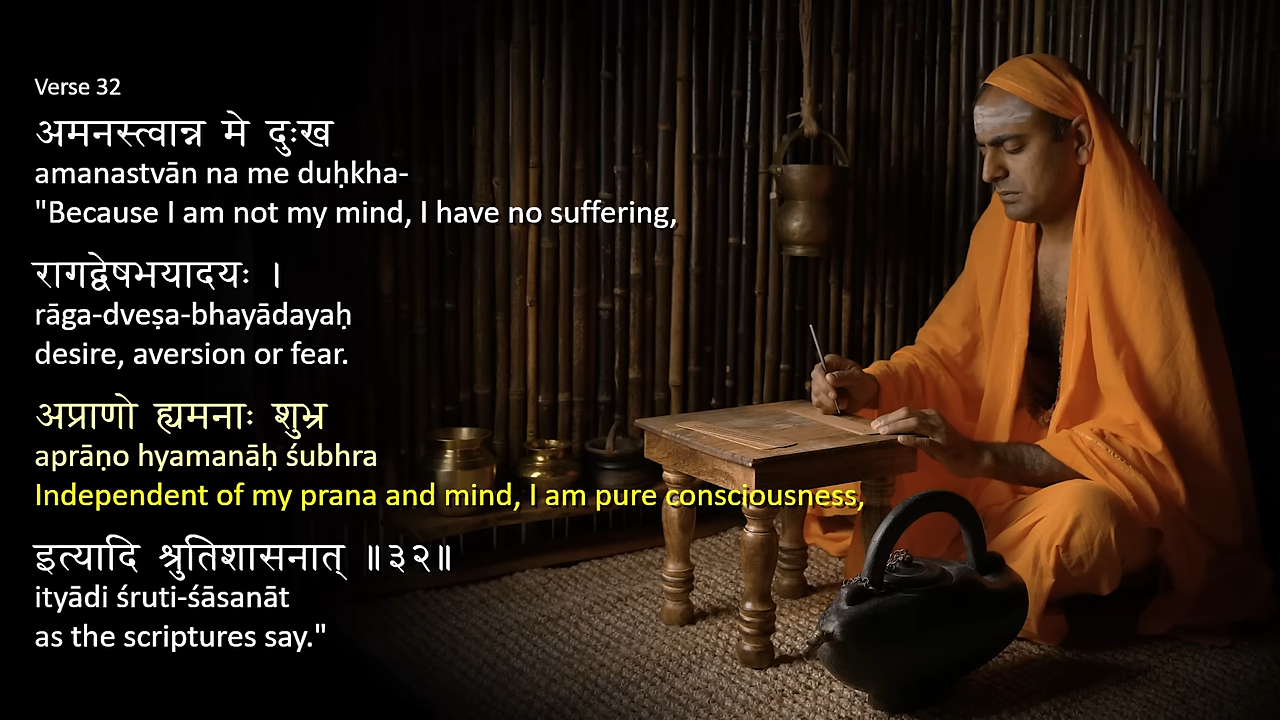 Verse 32
अमनस्त्वान्न मे दुःख
amanastvān na me duḥkha-
"Because I am not my mind, I have no suffering,
रागद्वेषभयादयः ।
rāga-dveṣa-bhayādayaḥ
desire, aversion or fear.
अप्राणो ह्यमनाः शुभ्र
aprāṇo hyamanāḥ śubhra
Independent of my prana and mind, I am pure consciousness,
इत्यादि श्रुतिशासनात् ॥३२॥
ityādi śruti-śāsanāt
as the scriptures say."